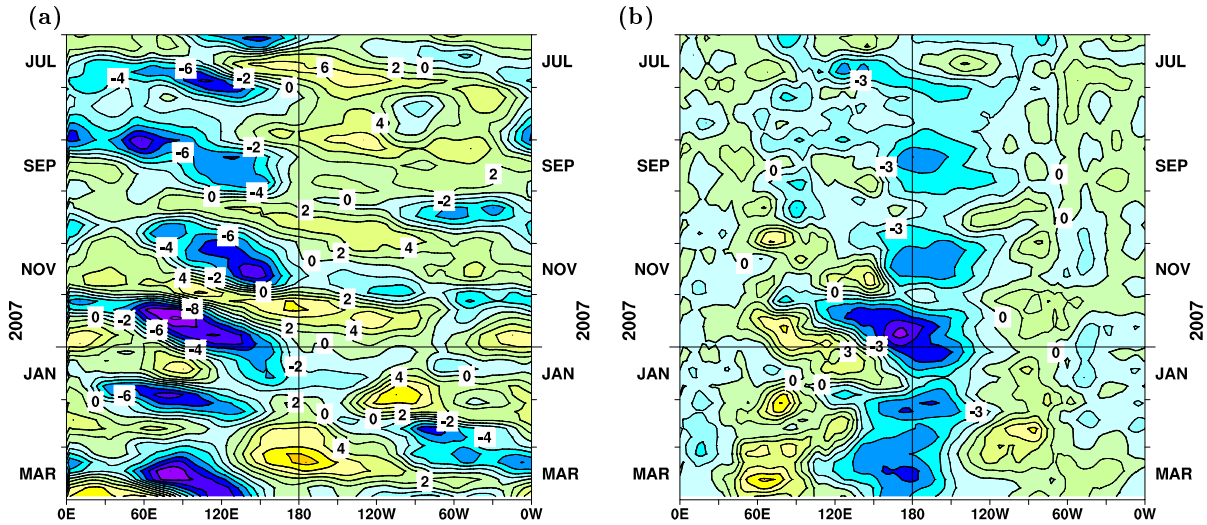 (a) (b)
JUL -4 -6 -2 0 6 2 0 JUL JUL -3 JUL
4
SEP -6 -2 -4 2 SEP SEP 0 -3 0 SEP
0 2 0 -2 0
-4 -6 2 0 -3
NOV 4 -2 0 2 4 NOV NOV 0 0 NOV
2007 0 -2 -6 -8 -4 2 4 2 0 2007 2007 3 -3 0 0 2007
JAN -6 0 -2 2 0 4 0 2 0 -2 -4 JAN JAN 0 0 -3 JAN
MAR 4 2 MAR MAR MAR
0E 60E 120E 180 120W 60W 0W 0E 60E 120E 180 120W 60W 0W